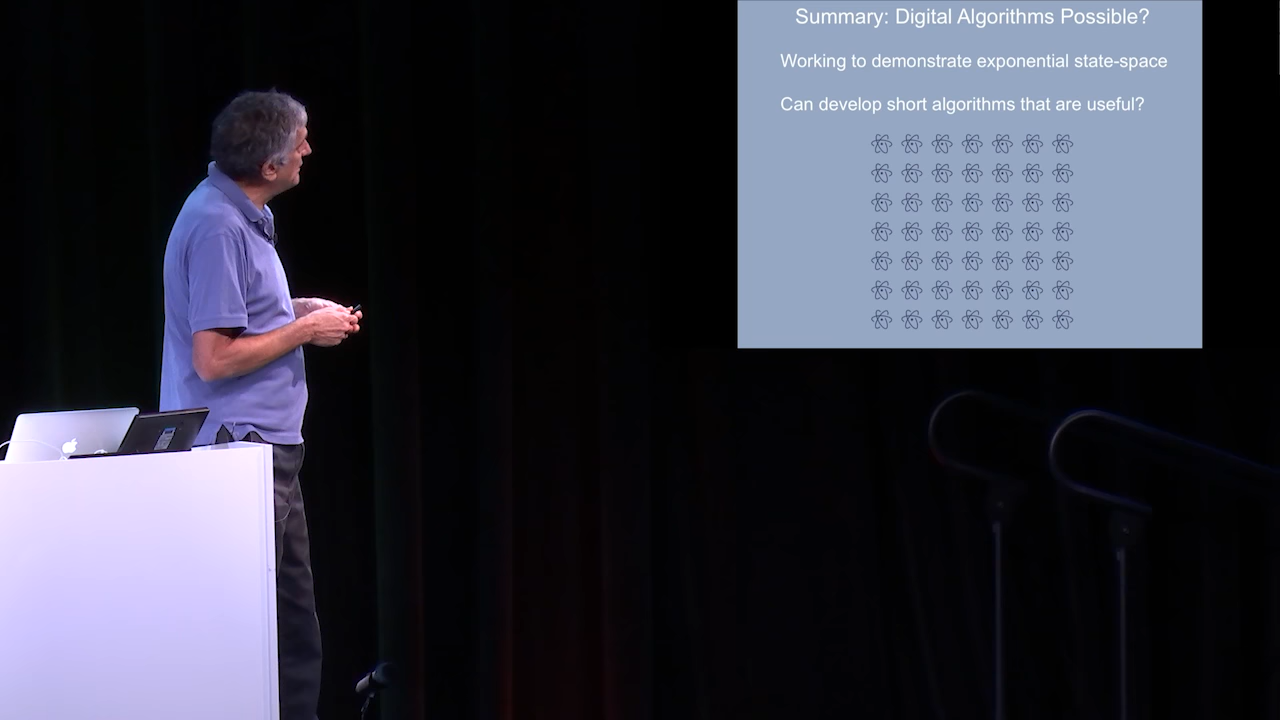 Summary: Digital Algorithms Possible?
Working to demonstrate exponential state-space
Can develop short algorithms that are useful?